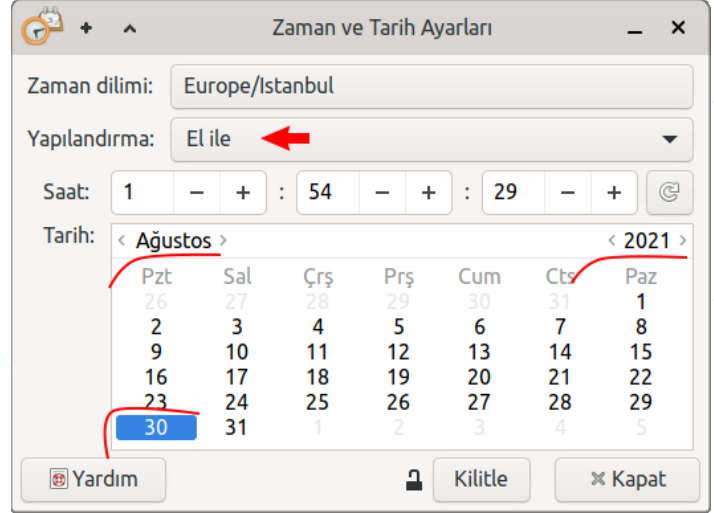 Zaman ve Tarih Ayarları
Zaman dilimi: Europe/Istanbul
Yapılandırma: El ile
Saat: 1 − + : 54 − + : 29 − +
Tarih: < Ağustos > < 2021 >
Pzt Sal Çrş Prş Cum Cts Paz
26 27 28 29 30 31 1
2 3 4 5 6 7 8
9 10 11 12 13 14 15
16 17 18 19 20 21 22
23 24 25 26 27 28 29
30 31 1 2 3 4 5
Yardım Kilitle Kapat